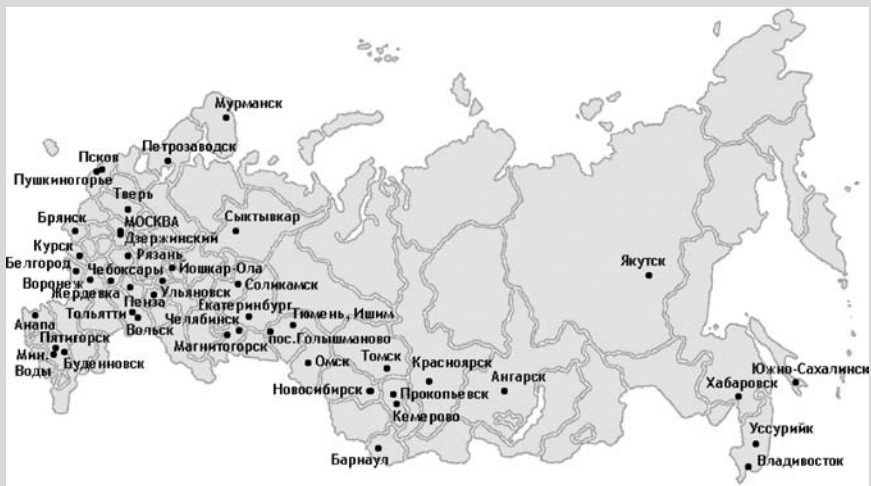 Мурманск
Петрозаводск
Псков
Пушкиногорье
Тверь
Брянск
МОСКВА
Дзержинский
Сыктывкар
Курск
Рязань
Белгород
Чебоксары
Йошкар-Ола
Якутск
Воронеж
Соликамск
Жердевка
Ульяновск
Пенза
Екатеринбург
Тольятти
Тюмень, Ишим
Анапа
Вольск
Челябинск
пос.Голышманово
Пятигорск
Магнитогорск
Мин.
Воды
Буденновск
Омск
Томск
Красноярск
Ангарск
Южно-Сахалинск
Хабаровск
Новосибирск
Прокопьевск
Кемерово
Уссурийк
Барнаул
Владивосток